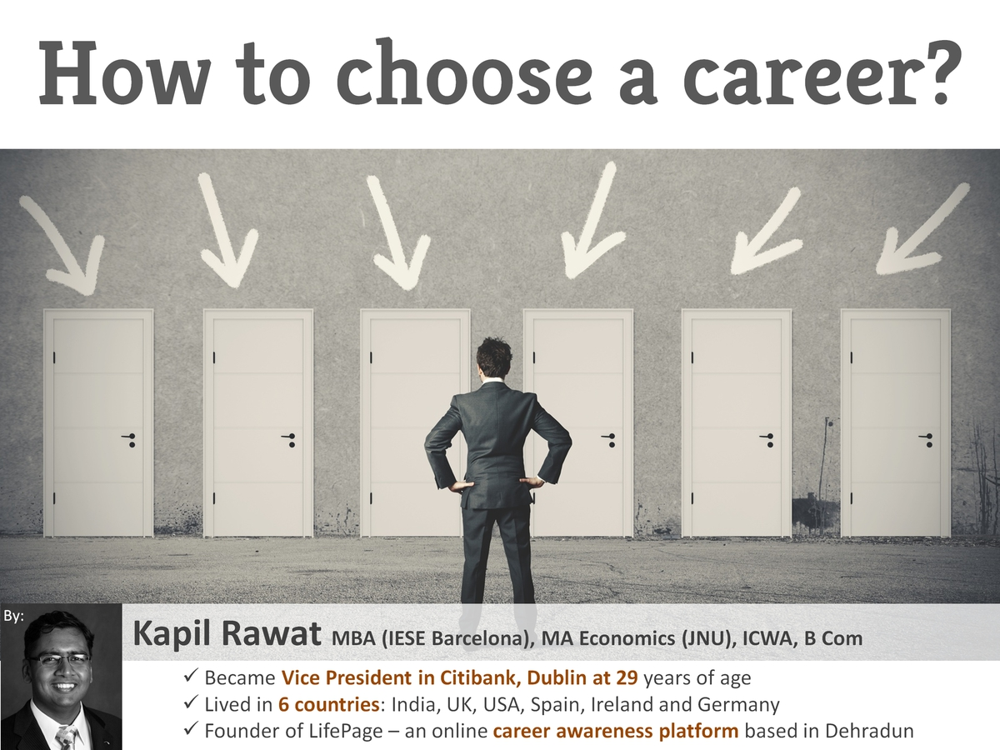 How to choose a career?
By:
Kapil Rawat MBA (IESE Barcelona), MA Economics (JNU), ICWA, B Com
✓ Became Vice President in Citibank, Dublin at 29 years of age
✓ Lived in 6 countries: India, UK, USA, Spain, Ireland and Germany
✓ Founder of LifePage – an online career awareness platform based in Dehradun